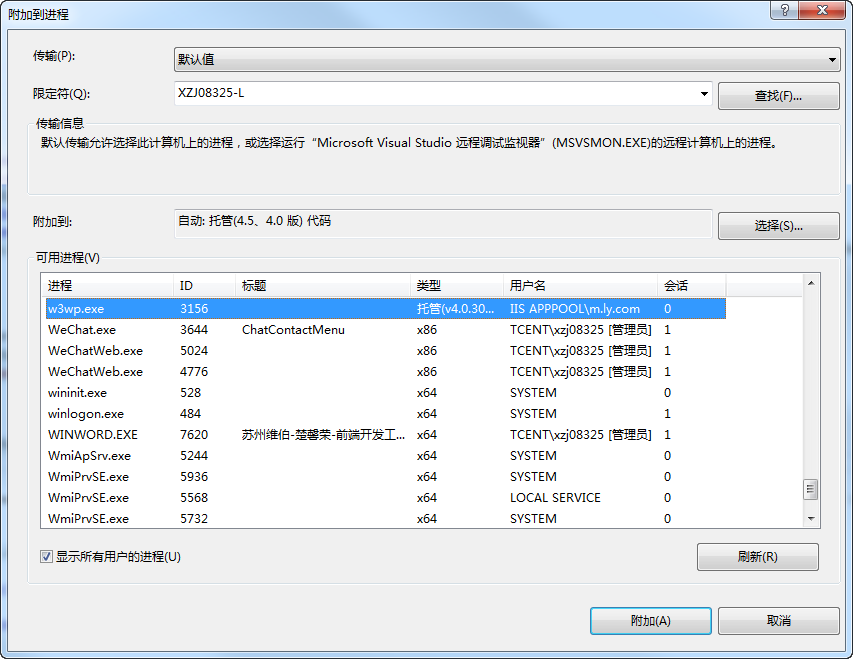 附加到进程
传输(P):
默认值
限定符(Q):
XZJ08325-L
查找(F)...
传输信息
默认传输允许选择此计算机上的进程，或选择运行“Microsoft Visual Studio 远程调试监视器”(MSVSMON.EXE)的远程计算机上的进程。
附加到:
自动: 托管(4.5、4.0 版) 代码
选择(S)...
可用进程(V)
进程 ID 标题 类型 用户名 会话
w3wp.exe 3156 托管(v4.0.30... IIS APPPOOL\m.ly.com 0
WeChat.exe 3644 ChatContactMenu x86 TCENT\xzj08325 [管理员] 1
WeChatWeb.exe 5024 x86 TCENT\xzj08325 [管理员] 1
WeChatWeb.exe 4776 x86 TCENT\xzj08325 [管理员] 1
wininit.exe 528 x64 SYSTEM 0
winlogon.exe 484 x64 SYSTEM 1
WINWORD.EXE 7620 苏州维伯-楚馨荣-前端开发工... x64 TCENT\xzj08325 [管理员] 1
WmiApSrv.exe 5244 x64 SYSTEM 0
WmiPrvSE.exe 5936 x64 SYSTEM 0
WmiPrvSE.exe 5568 x64 LOCAL SERVICE 0
WmiPrvSE.exe 5732 x64 SYSTEM 0
显示所有用户的进程(U)
刷新(R)
附加(A)
取消